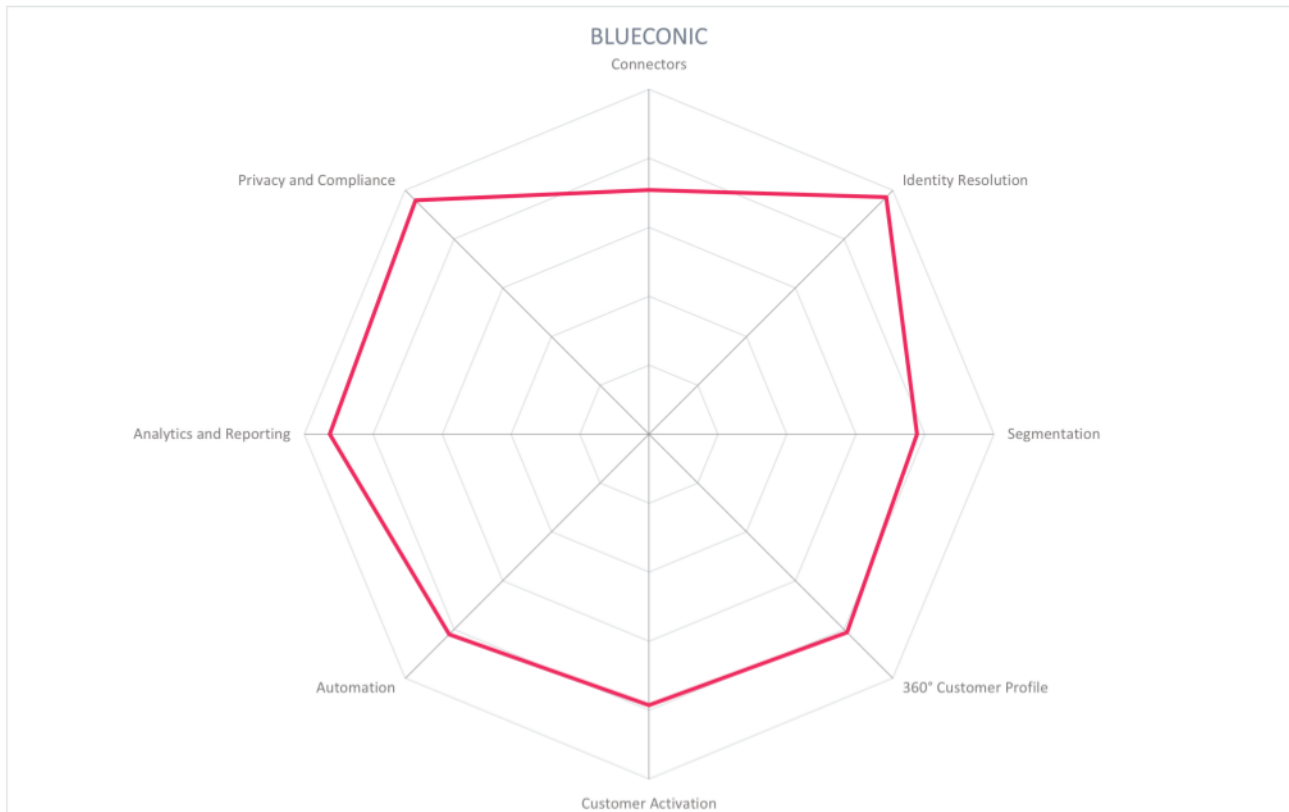 BLUECONIC
Connectors
Privacy and Compliance
Identity Resolution
Analytics and Reporting
Segmentation
Automation
360° Customer Profile
Customer Activation